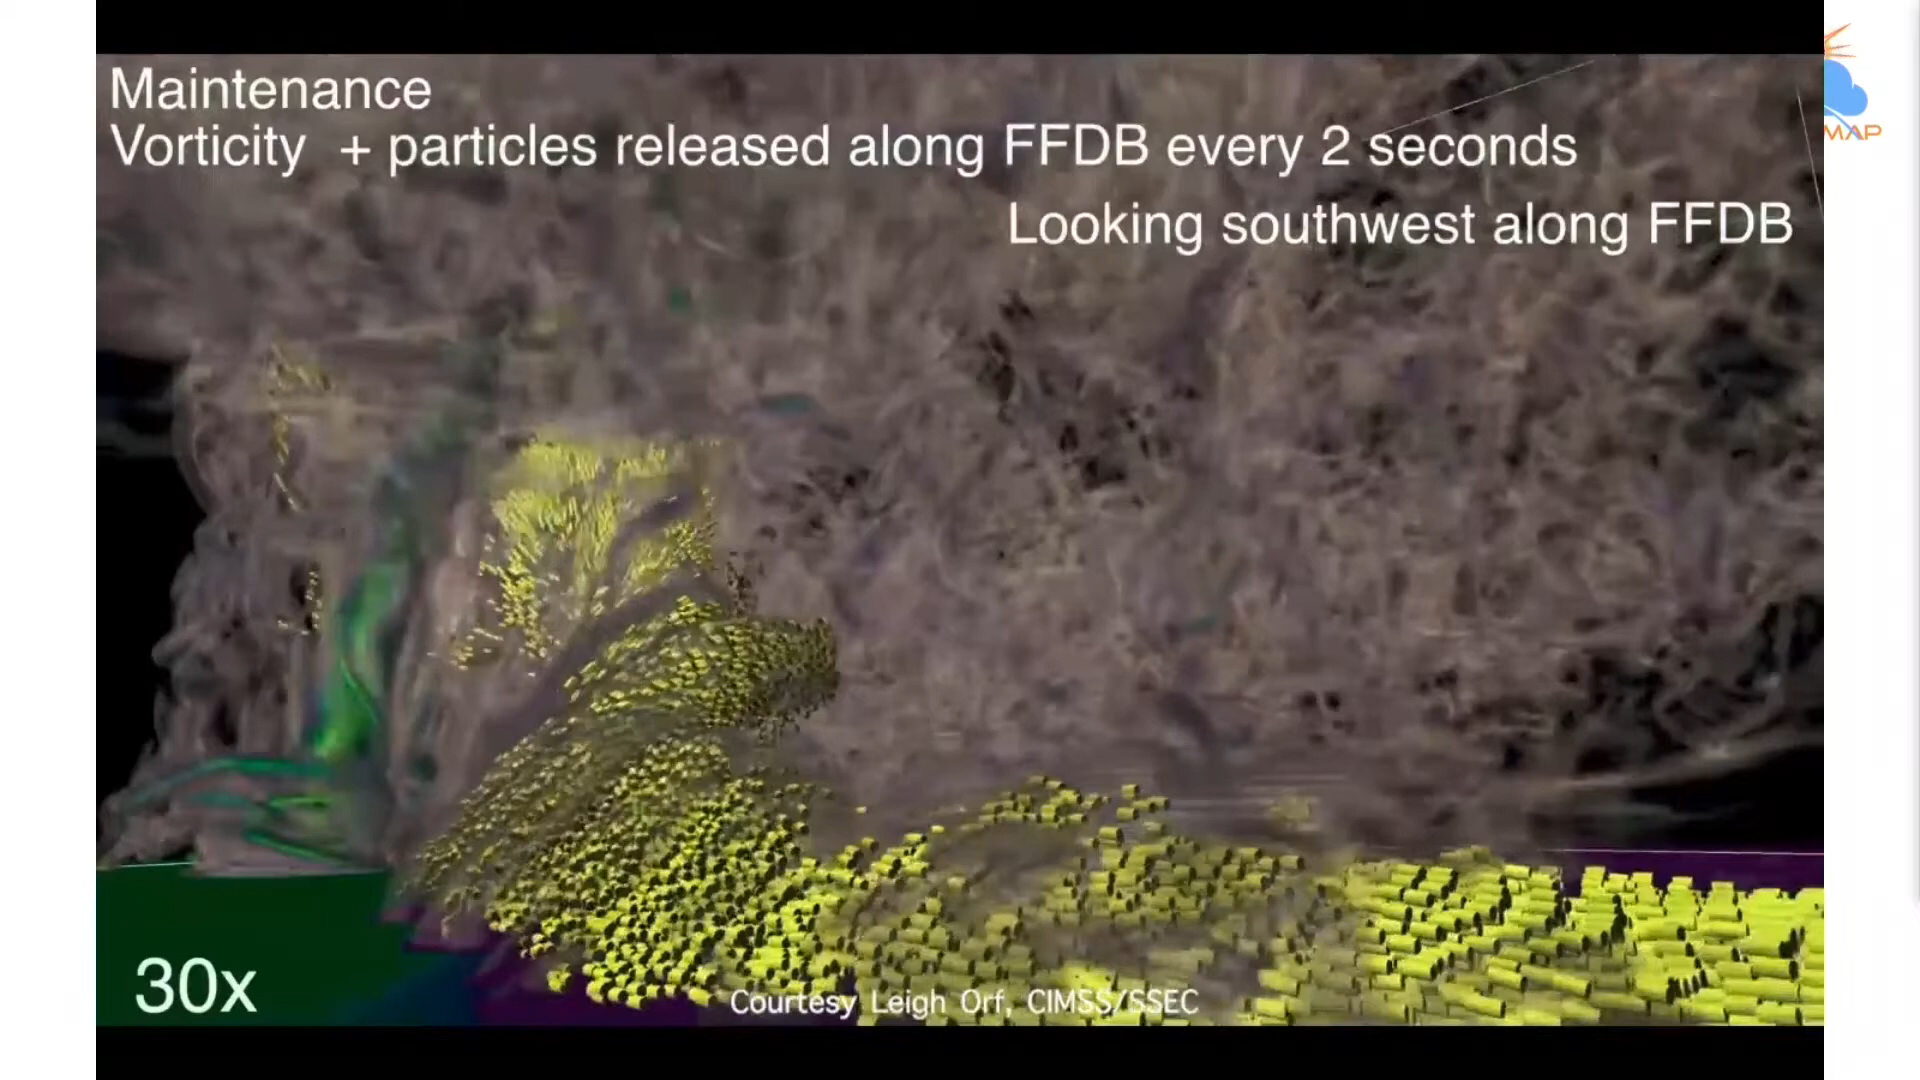 Maintenance
Vorticity + particles released along FFDB every 2 seconds
Looking southwest along FFDB
MAP
30x
Courtesy Leigh Orf, CIMSS/SSEC